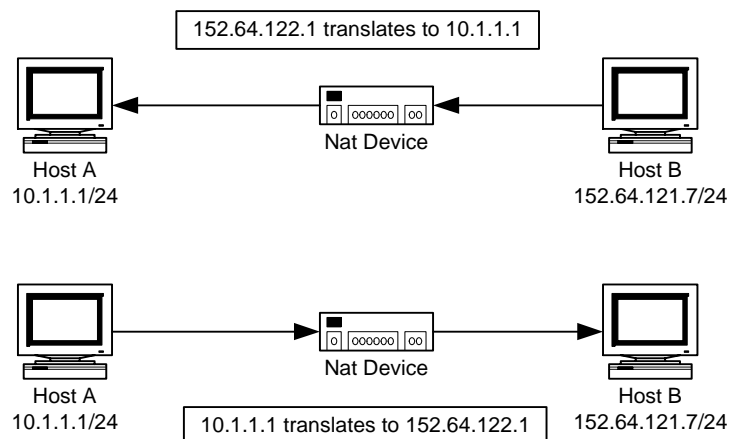 152.64.122.1 translates to 10.1.1.1
Nat Device
Host A
10.1.1.1/24
Host B
152.64.121.7/24
Nat Device
Host A
10.1.1.1/24
Host B
152.64.121.7/24
10.1.1.1 translates to 152.64.122.1